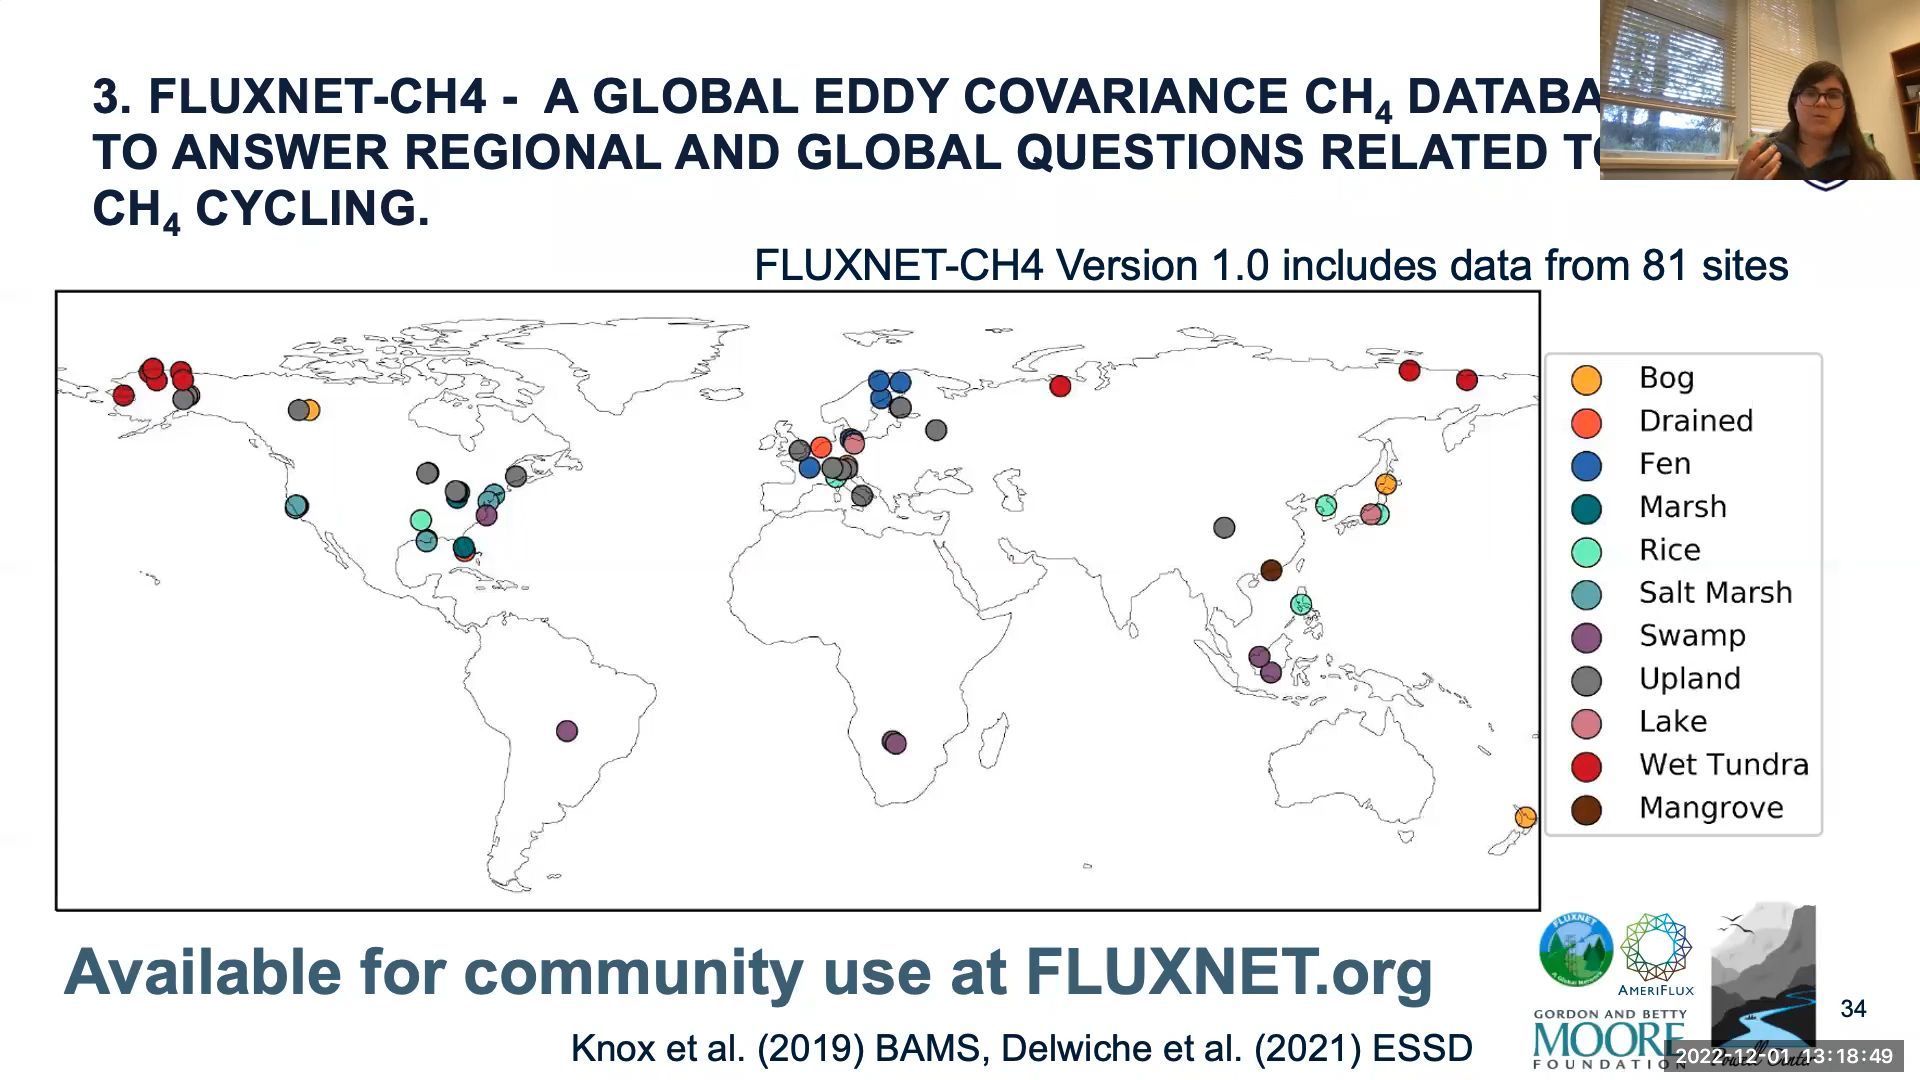 3. FLUXNET-CH4 - A GLOBAL EDDY COVARIANCE CH₄ DATABA
TO ANSWER REGIONAL AND GLOBAL QUESTIONS RELATED TO
CH₄ CYCLING.
FLUXNET-CH4 Version 1.0 includes data from 81 sites
Bog
Drained
Fen
Marsh
Rice
Salt Marsh
Swamp
Upland
Lake
Wet Tundra
Mangrove
Available for community use at FLUXNET.org
Knox et al. (2019) BAMS, Delwiche et al. (2021) ESSD
FLUXNET
AMERIFLUX
GORDON AND BETTY
MOORE
FOUNDATION
34
2022-12-01 13:18:49